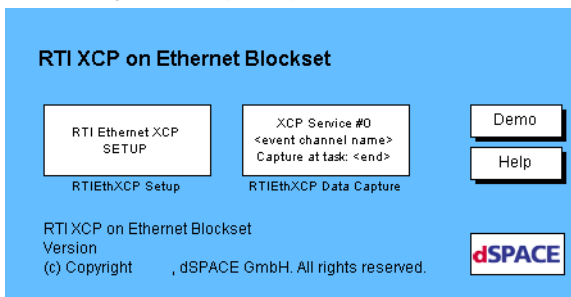 RTI XCP on Ethernet Blockset
RTI Ethernet XCP
SETUP
RTIEthXCP Setup
XCP Service #0
<event channel name>
Capture at task: <end>
RTIEthXCP Data Capture
Demo
Help
RTI XCP on Ethernet Blockset
Version
(c) Copyright , dSPACE GmbH. All rights reserved.
dSPACE